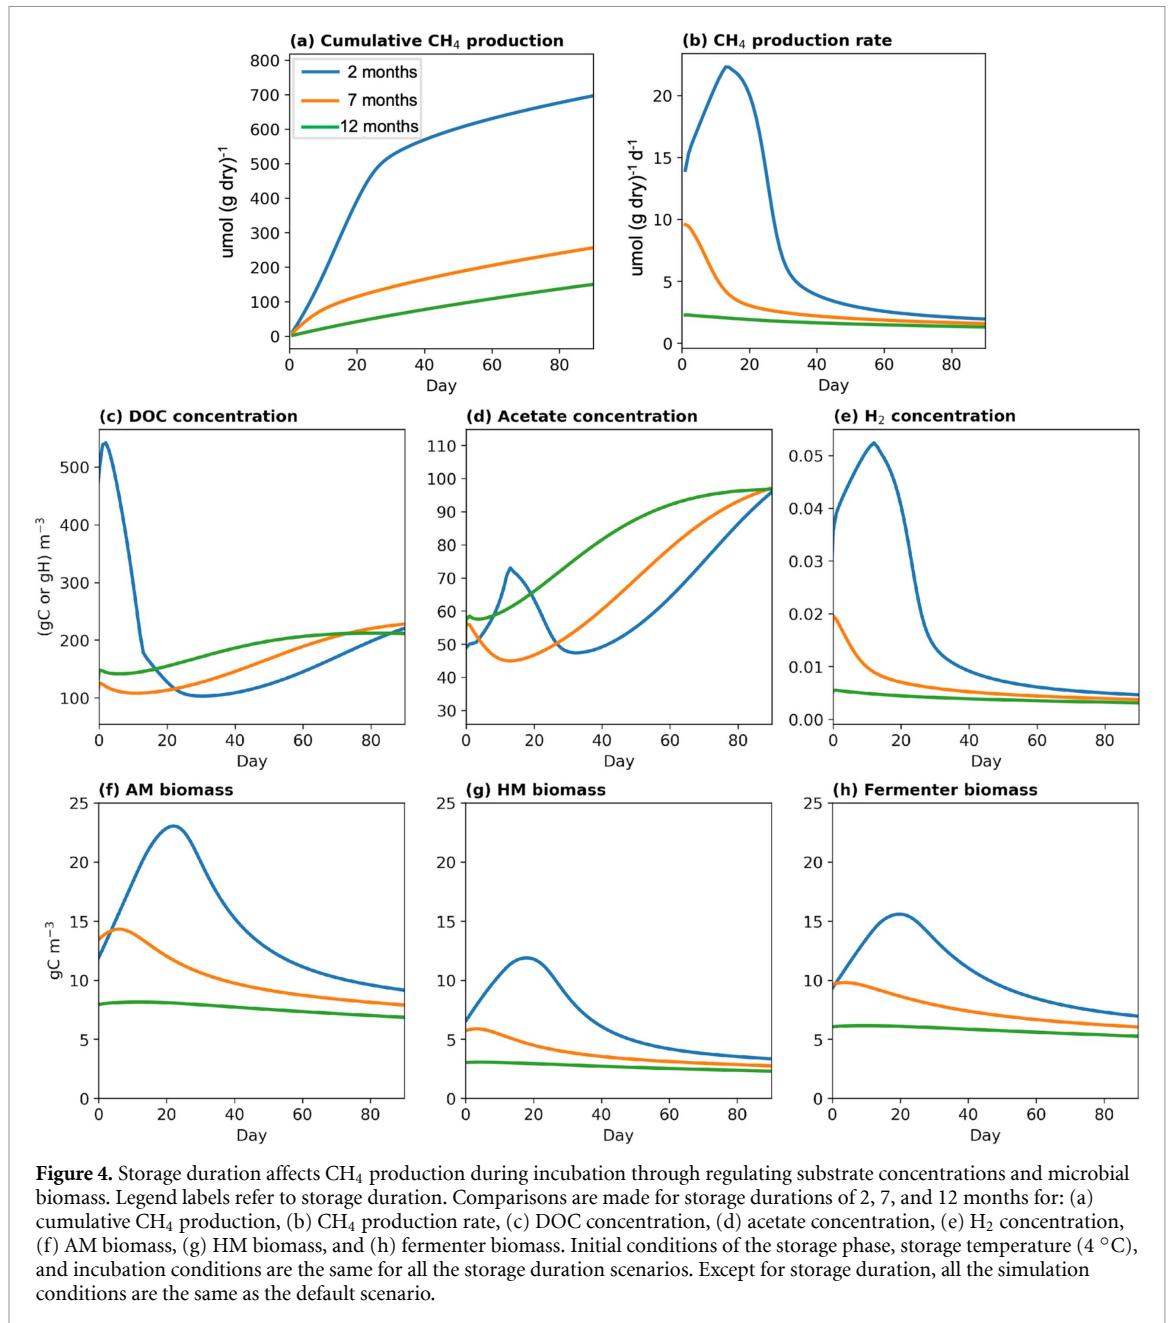 (a) Cumulative CH₄ production
(b) CH₄ production rate
2 months
7 months
12 months
umol (g dry)⁻¹
800
700
600
500
400
300
200
100
0
0 20 40 60 80
Day
umol (g dry)⁻¹ d⁻¹
20
15
10
5
0
0 20 40 60 80
Day
(c) DOC concentration
(gC or gH) m⁻³
500
400
300
200
100
0 20 40 60 80
Day
(d) Acetate concentration
110
100
90
80
70
60
50
40
30
0 20 40 60 80
Day
(e) H₂ concentration
0.05
0.04
0.03
0.02
0.01
0.00
0 20 40 60 80
Day
(f) AM biomass
gC m⁻³
25
20
15
10
5
0
0 20 40 60 80
Day
(g) HM biomass
25
20
15
10
5
0
0 20 40 60 80
Day
(h) Fermenter biomass
25
20
15
10
5
0
0 20 40 60 80
Day
Figure 4. Storage duration affects CH₄ production during incubation through regulating substrate concentrations and microbial
biomass. Legend labels refer to storage duration. Comparisons are made for storage durations of 2, 7, and 12 months for: (a)
cumulative CH₄ production, (b) CH₄ production rate, (c) DOC concentration, (d) acetate concentration, (e) H₂ concentration,
(f) AM biomass, (g) HM biomass, and (h) fermenter biomass. Initial conditions of the storage phase, storage temperature (4 °C),
and incubation conditions are the same for all the storage duration scenarios. Except for storage duration, all the simulation
conditions are the same as the default scenario.